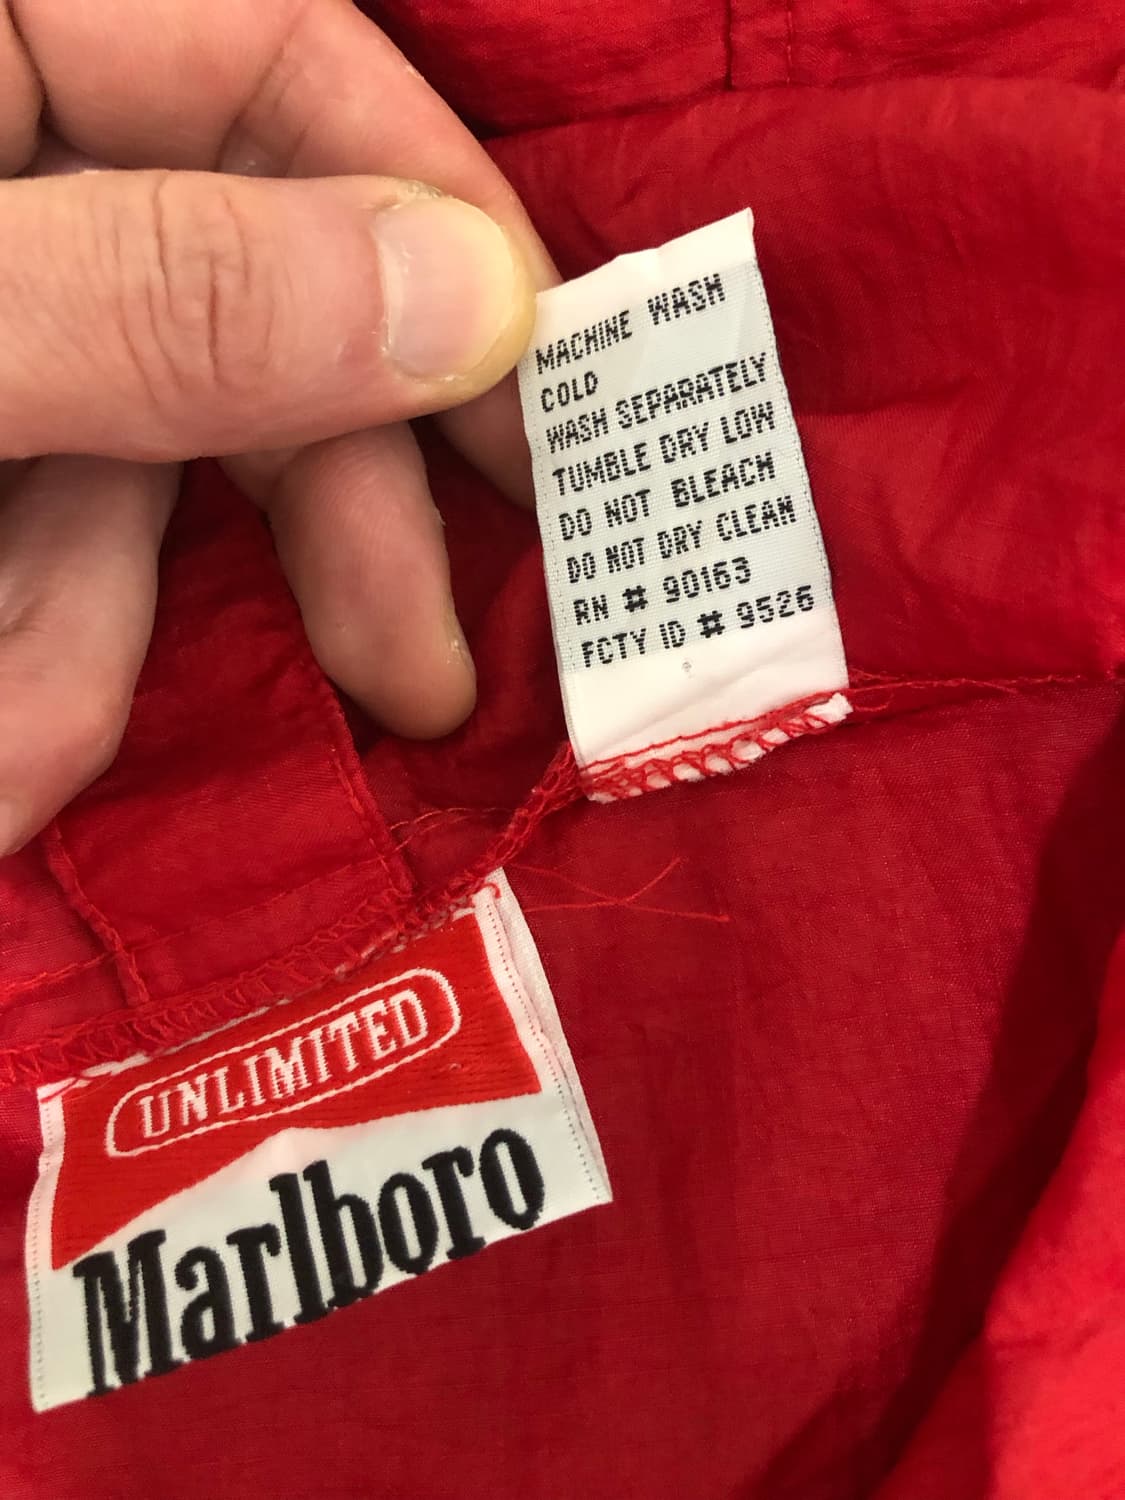 MACHINE WASH
COLD
WASH SEPARATELY
TUMBLE DRY LOW
DO NOT BLEACH
DO NOT DRY CLEAN
RN # 90163
FCTY ID # 9526
UNLIMITED
Marlboro